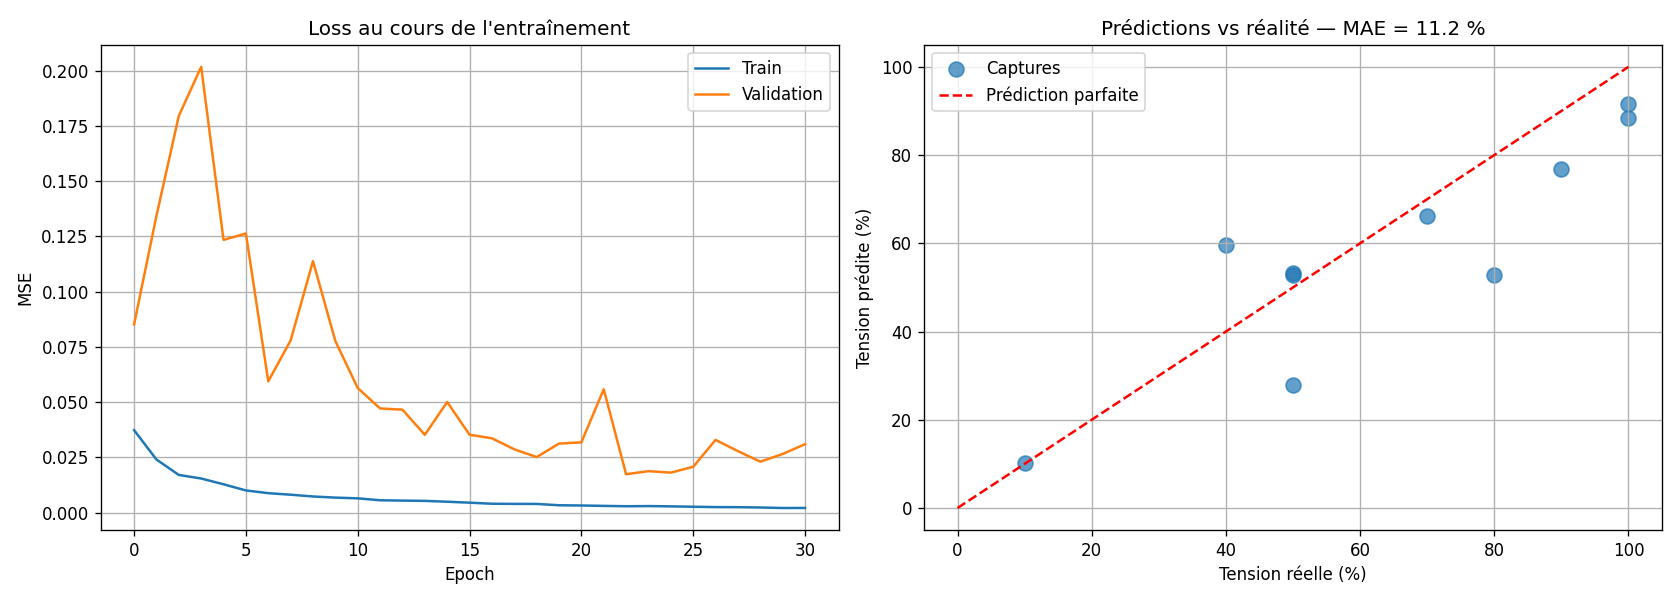 Loss au cours de l'entraînement
Train
Validation
0.200
0.175
0.150
0.125
0.100
0.075
0.050
0.025
0.000
MSE
0 5 10 15 20 25 30
Epoch
Prédictions vs réalité — MAE = 11.2 %
Captures
Prédiction parfaite
100
80
60
40
20
0
Tension prédite (%)
0 20 40 60 80 100
Tension réelle (%)